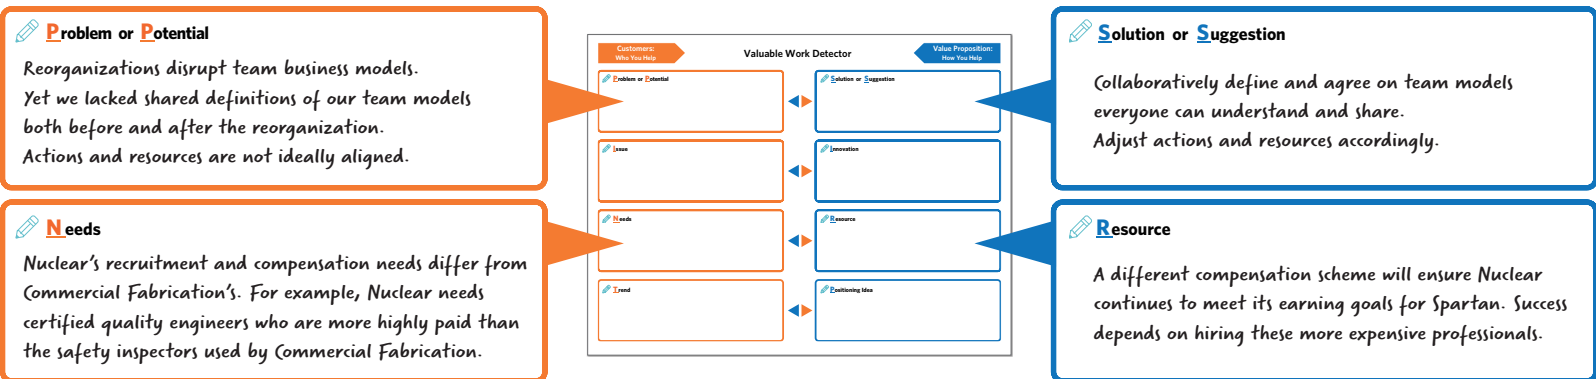 Problem or Potential
Reorganizations disrupt team business models.
Yet we lacked shared definitions of our team models
both before and after the reorganization.
Actions and resources are not ideally aligned.
Needs
Nuclear's recruitment and compensation needs differ from
Commercial Fabrication's. For example, Nuclear needs
certified quality engineers who are more highly paid than
the safety inspectors used by Commercial Fabrication.
Customers:
Who You Help
Valuable Work Detector
Value Proposition:
How You Help
Problem or Potential
Solution or Suggestion
Issue
Innovation
Needs
Resource
Trend
Positioning Idea
Solution or Suggestion
Collaboratively define and agree on team models
everyone can understand and share.
Adjust actions and resources accordingly.
Resource
A different compensation scheme will ensure Nuclear
continues to meet its earning goals for Spartan. Success
depends on hiring these more expensive professionals.